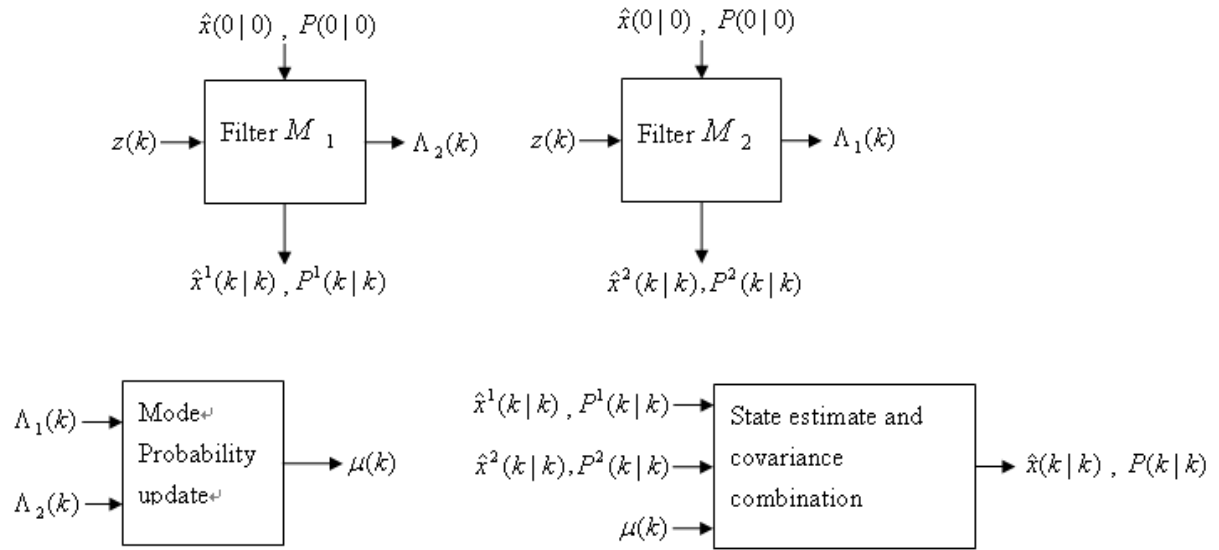 x̂(0 | 0) , P(0 | 0)
x̂(0 | 0) , P(0 | 0)
z(k)
Filter M 1
Λ₂(k)
z(k)
Filter M 2
Λ₁(k)
x̂¹(k | k) , P¹(k | k)
x̂²(k | k), P²(k | k)
Λ₁(k)
Λ₂(k)
Mode↵
Probability
update↵
μ(k)
x̂¹(k | k) , P¹(k | k)
x̂²(k | k), P²(k | k)
μ(k)
State estimate and
covariance
combination
x̂(k | k) , P(k | k)